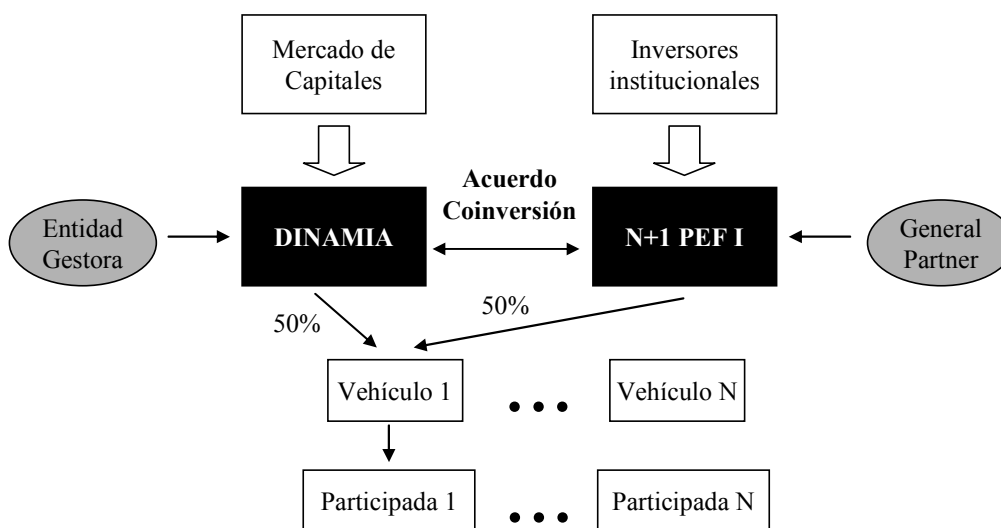 Mercado de
Capitales
Inversores
institucionales
Acuerdo
Coinversión
Entidad
Gestora
DINAMIA
N+1 PEF I
General
Partner
50%
50%
Vehículo 1
Vehículo N
Participada 1
Participada N